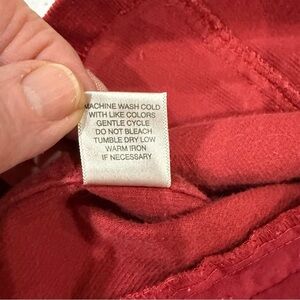 MACHINE WASH COLD
WITH LIKE COLORS
GENTLE CYCLE
DO NOT BLEACH
TUMBLE DRY LOW
WARM IRON
IF NECESSARY